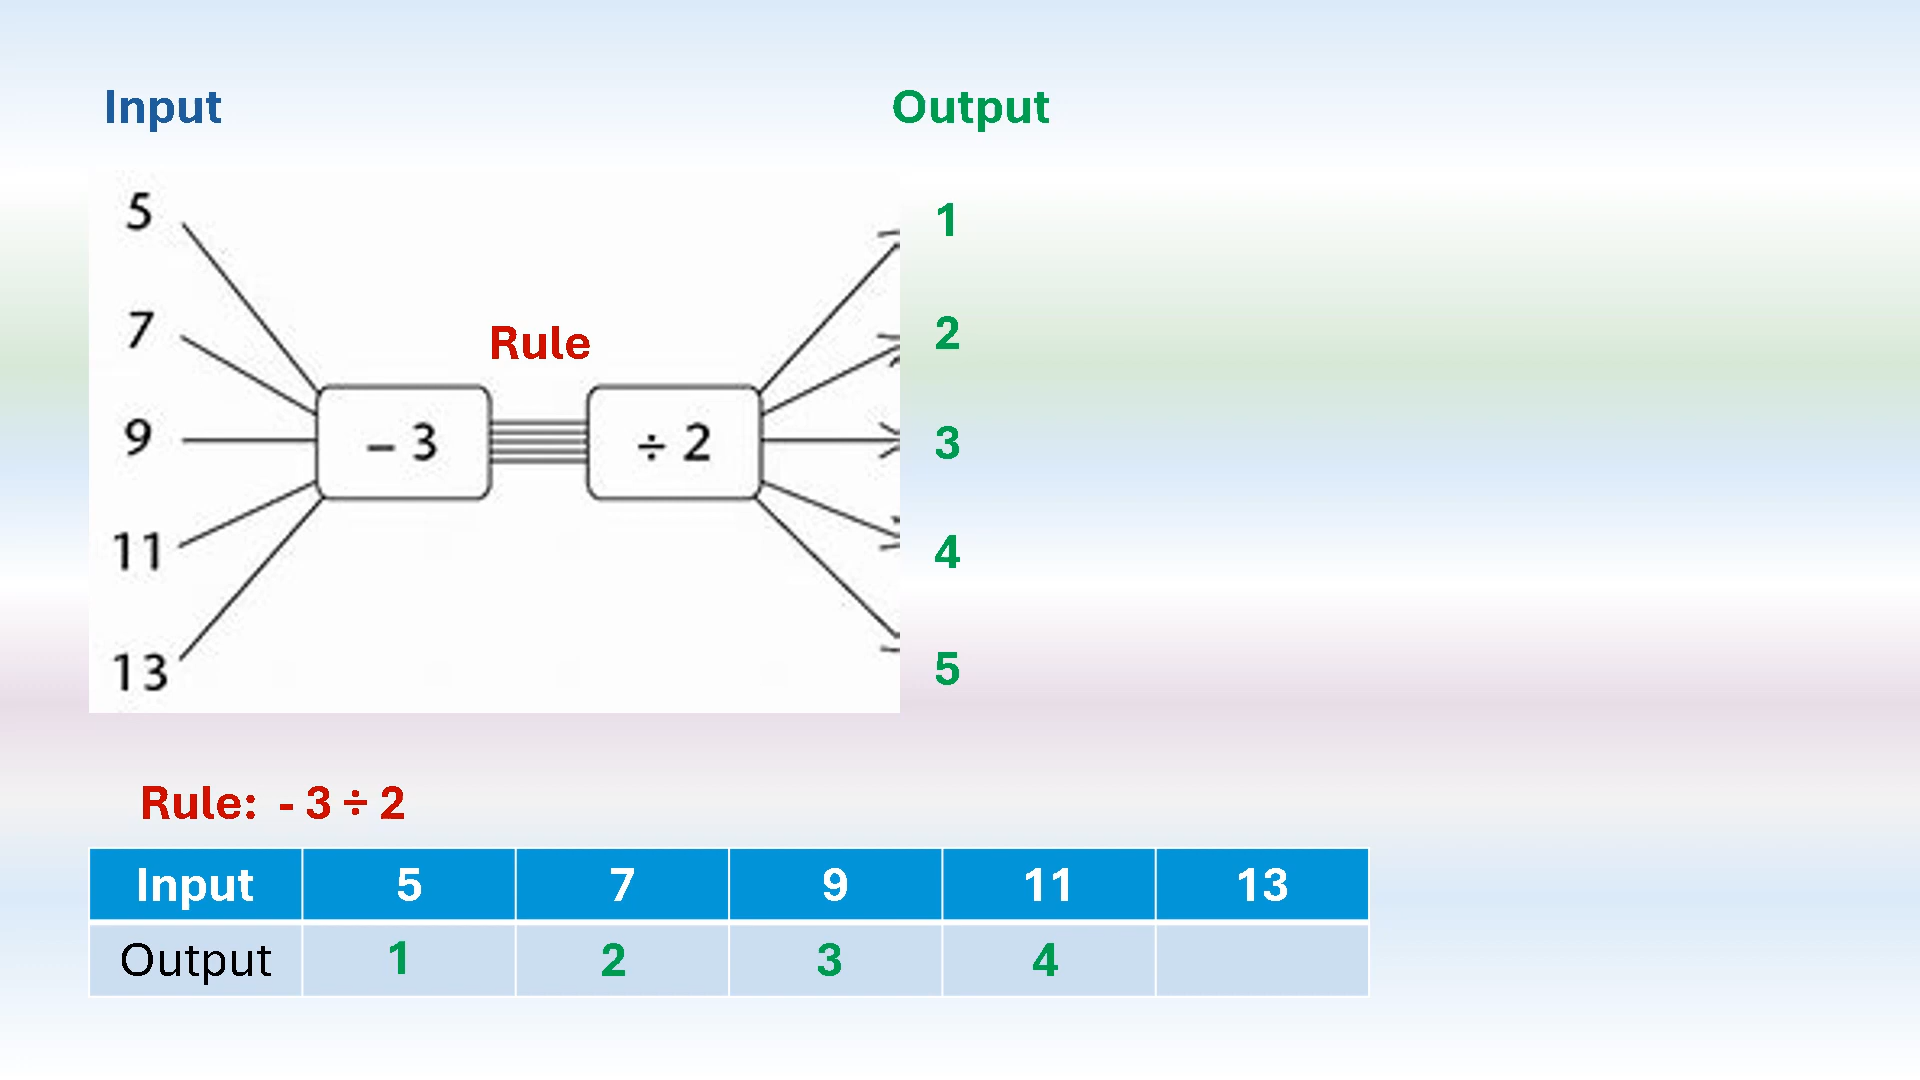 Input Output
5 1
7 2
Rule
9 – 3 ÷ 2 3
11 4
13 5
Rule: - 3 ÷ 2
Input 5 7 9 11 13
Output 1 2 3 4